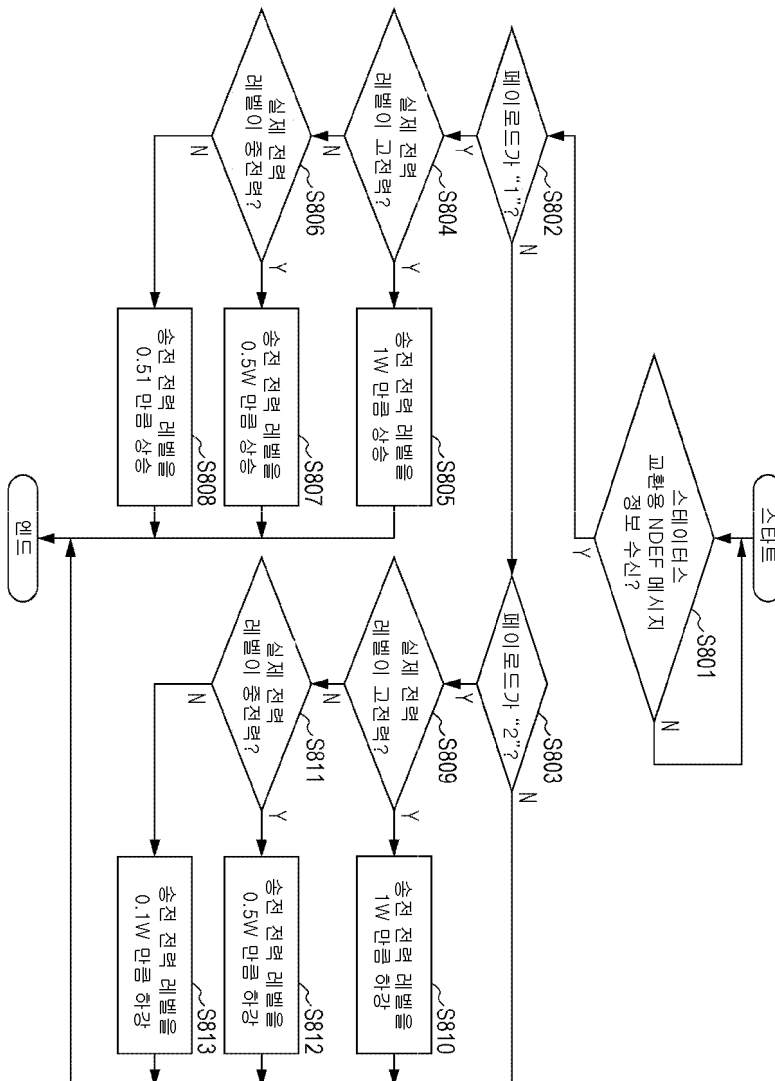 스타트
스테이터스
교환용 NDEF 메시지
정보 수신?
S801
N
Y
페이로드가 “1”?
S802
N
Y
페이로드가 “2”?
S803
N
Y
실제 전력
레벨이 고전력?
S804
Y
N
송전 전력 레벨을
1W 만큼 상승
S805
실제 전력
레벨이 중전력?
S806
Y
N
송전 전력 레벨을
0.5W 만큼 상승
S807
송전 전력 레벨을
0.51 만큼 상승
S808
실제 전력
레벨이 고전력?
S809
Y
N
송전 전력 레벨을
1W 만큼 하강
S810
실제 전력
레벨이 중전력?
S811
Y
N
송전 전력 레벨을
0.5W 만큼 하강
S812
송전 전력 레벨을
0.1W 만큼 하강
S813
엔드